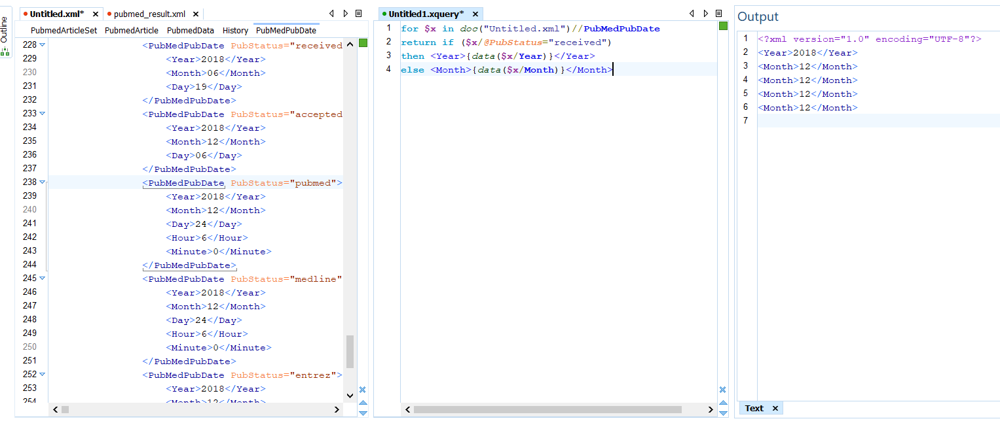 Outline
Untitled.xml* × pubmed_result.xml ×
PubmedArticleSet PubmedArticle PubmedData History PubMedPubDate
228 <PubMedPubDate PubStatus="received
229 <Year>2018</Year>
230 <Month>06</Month>
231 <Day>19</Day>
232 </PubMedPubDate>
233 <PubMedPubDate PubStatus="accepted
234 <Year>2018</Year>
235 <Month>12</Month>
236 <Day>06</Day>
237 </PubMedPubDate>
238 <PubMedPubDate PubStatus="pubmed">
239 <Year>2018</Year>
240 <Month>12</Month>
241 <Day>24</Day>
242 <Hour>6</Hour>
243 <Minute>0</Minute>
244 </PubMedPubDate>
245 <PubMedPubDate PubStatus="medline"
246 <Year>2018</Year>
247 <Month>12</Month>
248 <Day>24</Day>
249 <Hour>6</Hour>
250 <Minute>0</Minute>
251 </PubMedPubDate>
252 <PubMedPubDate PubStatus="entrez">
253 <Year>2018</Year>
254 <Month>12</Month>
Untitled1.xquery* ×
1 for $x in doc("Untitled.xml")//PubMedPubDate
2 return if ($x/@PubStatus="received")
3 then <Year>{data($x/Year)}</Year>
4 else <Month>{data($x/Month)}</Month>
Output
1 <?xml version="1.0" encoding="UTF-8"?>
2 <Year>2018</Year>
3 <Month>12</Month>
4 <Month>12</Month>
5 <Month>12</Month>
6 <Month>12</Month>
7
Text ×